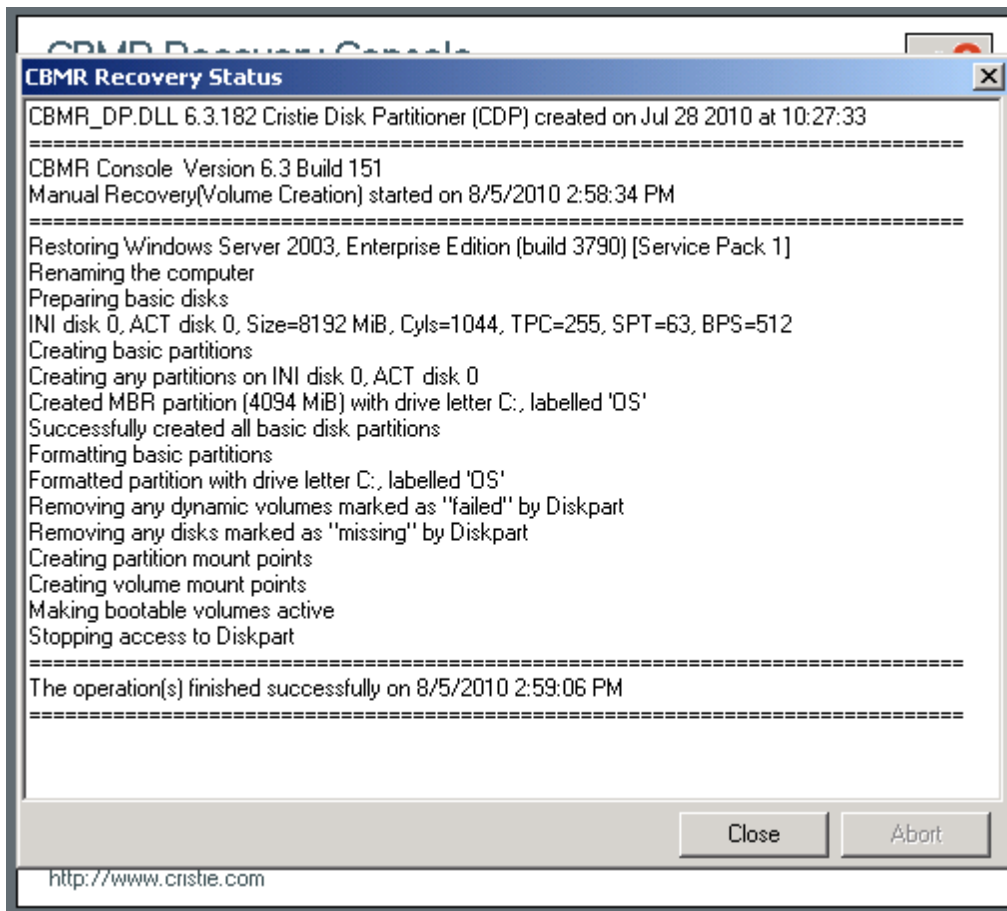 CBMR Recovery Console
CBMR Recovery Status
CBMR_DP.DLL 6.3.182 Cristie Disk Partitioner (CDP) created on Jul 28 2010 at 10:27:33
==============================================================================
CBMR Console  Version 6.3 Build 151
Manual Recovery(Volume Creation) started on 8/5/2010 2:58:34 PM
==============================================================================
Restoring Windows Server 2003, Enterprise Edition (build 3790) [Service Pack 1]
Renaming the computer
Preparing basic disks
INI disk 0, ACT disk 0, Size=8192 MiB, Cyls=1044, TPC=255, SPT=63, BPS=512
Creating basic partitions
Creating any partitions on INI disk 0, ACT disk 0
Created MBR partition (4094 MiB) with drive letter C:, labelled 'OS'
Successfully created all basic disk partitions
Formatting basic partitions
Formatted partition with drive letter C:, labelled 'OS'
Removing any dynamic volumes marked as "failed" by Diskpart
Removing any disks marked as "missing" by Diskpart
Creating partition mount points
Creating volume mount points
Making bootable volumes active
Stopping access to Diskpart
==============================================================================
The operation(s) finished successfully on 8/5/2010 2:59:06 PM
==============================================================================
Close Abort
http://www.cristie.com